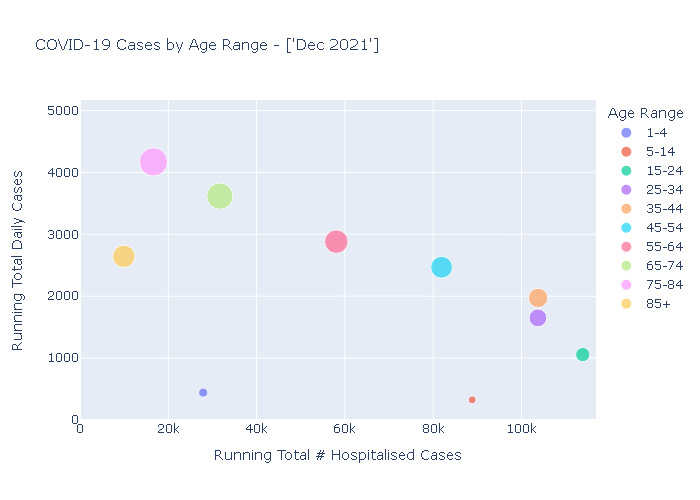 COVID-19 Cases by Age Range - ['Dec 2021']
Age Range
1-4
5-14
15-24
25-34
35-44
45-54
55-64
65-74
75-84
85+
Running Total Daily Cases
5000
4000
3000
2000
1000
0
0
20k
40k
60k
80k
100k
Running Total # Hospitalised Cases